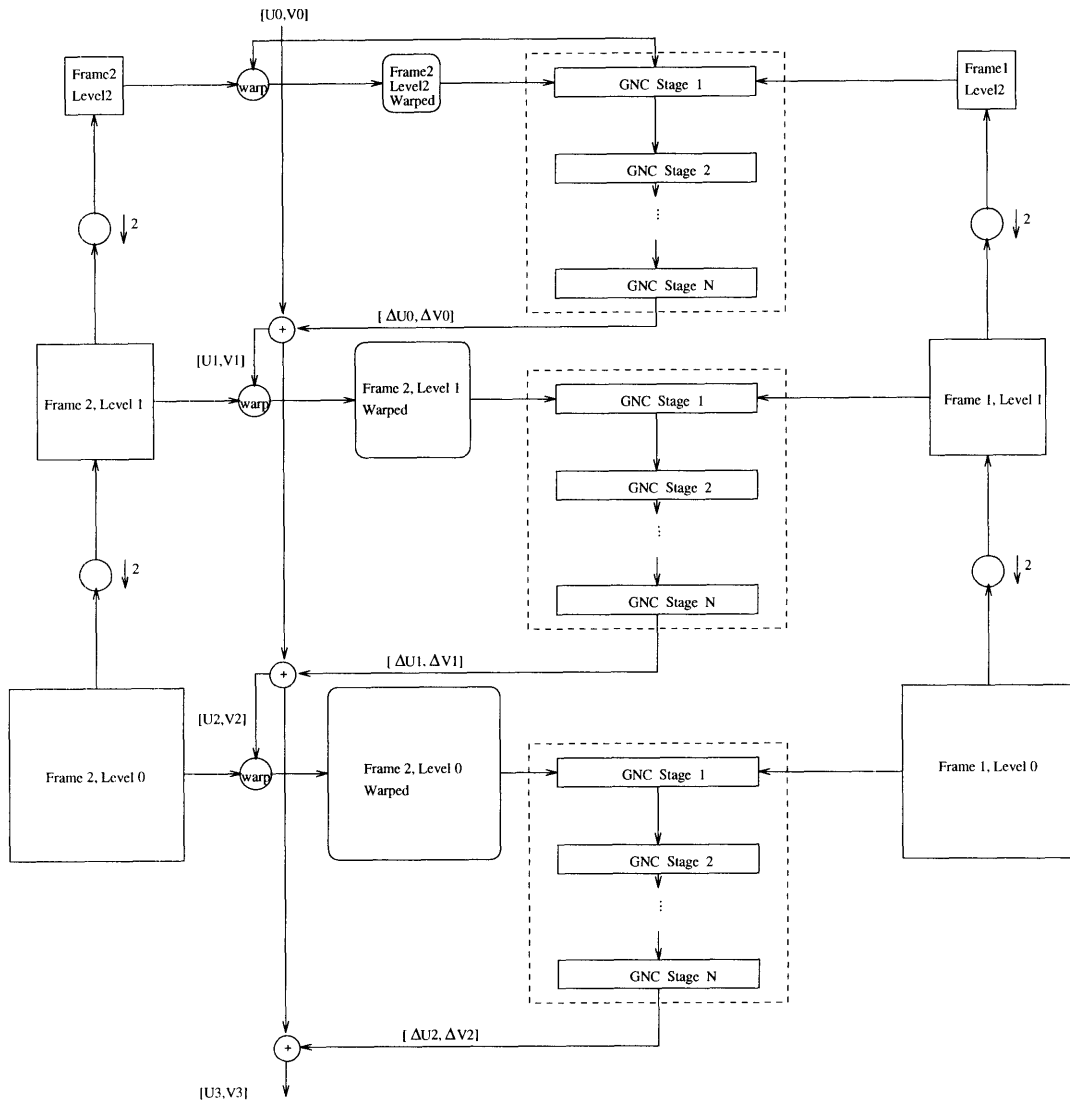 [U0,V0]
Frame2
Level2
warp
Frame2
Level2
Warped
GNC Stage 1
Frame1
Level2
GNC Stage 2
...
GNC Stage N
2
2
[ ΔU0, ΔV0]
+
[U1,V1]
Frame 2, Level 1
warp
Frame 2, Level 1
Warped
GNC Stage 1
Frame 1, Level 1
GNC Stage 2
...
GNC Stage N
2
2
[ ΔU1, ΔV1]
+
[U2,V2]
Frame 2, Level 0
warp
Frame 2, Level 0
Warped
GNC Stage 1
Frame 1, Level 0
GNC Stage 2
...
GNC Stage N
[ ΔU2, ΔV2]
+
[U3,V3]